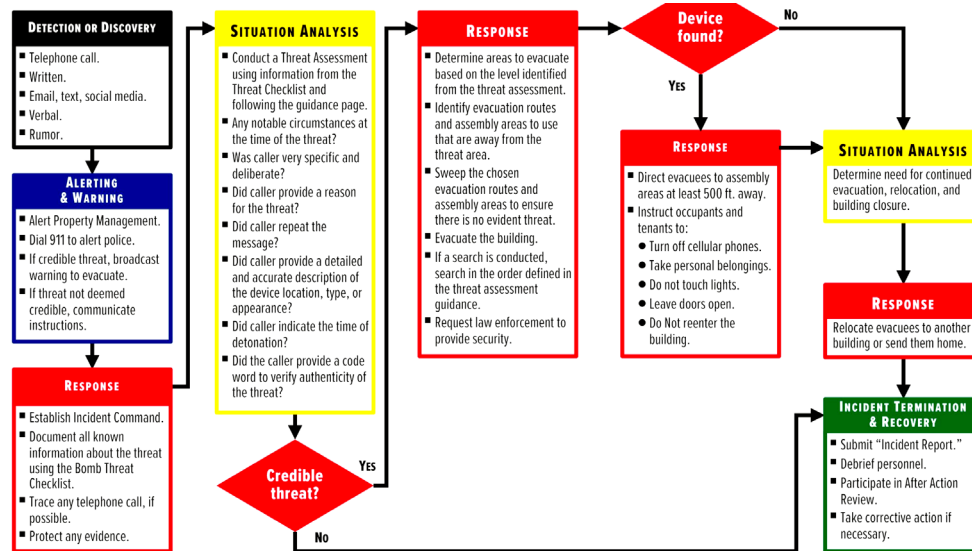 DETECTION OR DISCOVERY
■ Telephone call.
■ Written.
■ Email, text, social media.
■ Verbal.
■ Rumor.
ALERTING
& WARNING
■ Alert Property Management.
■ Dial 911 to alert police.
■ If credible threat, broadcast
warning to evacuate.
■ If threat not deemed
credible, communicate
instructions.
RESPONSE
■ Establish Incident Command.
■ Document all known
information about the threat
using the Bomb Threat
Checklist.
■ Trace any telephone call, if
possible.
■ Protect any evidence.
SITUATION ANALYSIS
■ Conduct a Threat Assessment
using information from the
Threat Checklist and
following the guidance page.
■ Any notable circumstances at
the time of the threat?
■ Was caller very specific and
deliberate?
■ Did caller provide a reason
for the threat?
■ Did caller repeat the
message?
■ Did caller provide a detailed
and accurate description of
the device location, type, or
appearance?
■ Did caller indicate the time of
detonation?
■ Did the caller provide a code
word to verify authenticity of
the threat?
Credible
threat?
YES
NO
RESPONSE
■ Determine areas to evacuate
based on the level identified
from the threat assessment.
■ Identify evacuation routes
and assembly areas to use
that are away from the
threat area.
■ Sweep the chosen
evacuation routes and
assembly areas to ensure
there is no evident threat.
■ Evacuate the building.
■ If a search is conducted,
search in the order defined in
the threat assessment
guidance.
■ Request law enforcement to
provide security.
Device
found?
YES
NO
RESPONSE
■ Direct evacuees to assembly
areas at least 500 ft. away.
■ Instruct occupants and
tenants to:
● Turn off cellular phones.
● Take personal belongings.
● Do not touch lights.
● Leave doors open.
● Do Not reenter the
building.
SITUATION ANALYSIS
Determine need for continued
evacuation, relocation, and
building closure.
RESPONSE
Relocate evacuees to another
building or send them home.
INCIDENT TERMINATION
& RECOVERY
■ Submit “Incident Report.”
■ Debrief personnel.
■ Participate in After Action
Review.
■ Take corrective action if
necessary.